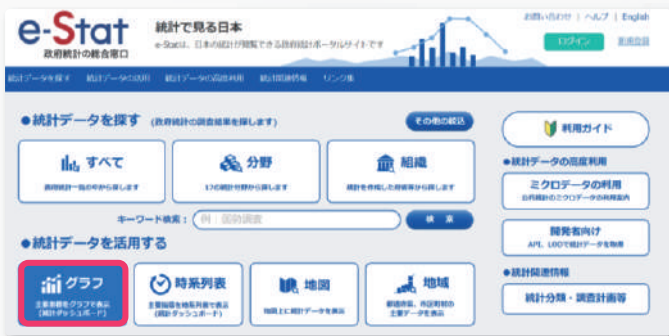 e-Stat
政府統計の総合窓口
統計で見る日本
e-Statは、日本の統計が閲覧できる政府統計ポータルサイトです
お問い合わせ | ヘルプ | English
ログイン
新規登録
統計データを探す 統計データの活用 統計データの高度利用 統計関連情報 リンク集
●統計データを探す (政府統計の調査結果を探します)
その他の絞込
すべて
政府統計一覧の中から探します
分野
17の統計分野から探します
組織
統計を作成した府省等から探します
キーワード検索:
例:国勢調査
検索
●統計データを活用する
グラフ
主要指標をグラフで表示
(統計ダッシュボード)
時系列表
主要指標を時系列表で表示
(統計ダッシュボード)
地図
地図上に統計データを表示
地域
都道府県、市区町村の
主要データを表示
利用ガイド
●統計データの高度利用
ミクロデータの利用
公的統計のミクロデータの利用案内
開発者向け
API、LODで統計データを取得
●統計関連情報
統計分類・調査計画等